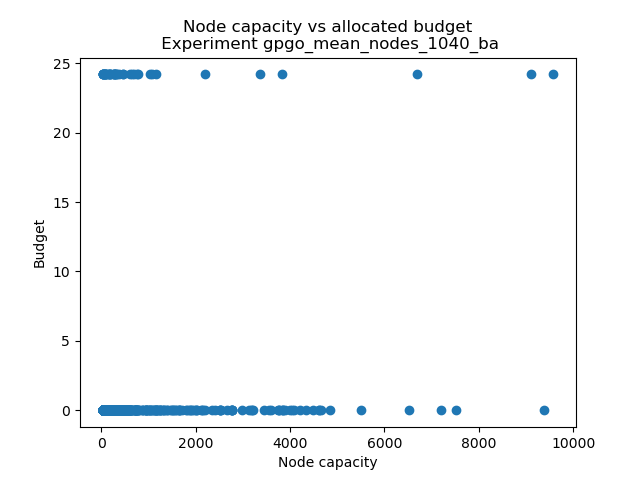 Node capacity vs allocated budget
Experiment gpgo_mean_nodes_1040_ba
25
20
15
10
5
0
Budget
0 2000 4000 6000 8000 10000
Node capacity